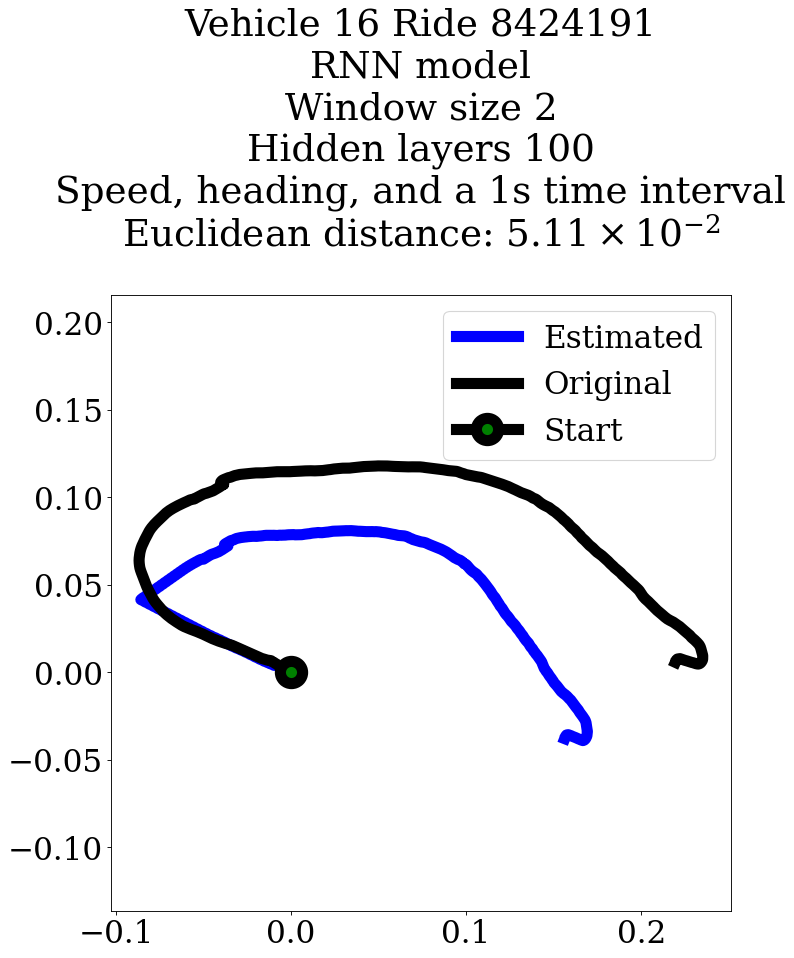 Vehicle 16 Ride 8424191
RNN model
Window size 2
Hidden layers 100
Speed, heading, and a 1s time interval
Euclidean distance: 5.11 × 10⁻²
Estimated
Original
Start
0.20
0.15
0.10
0.05
0.00
−0.05
−0.10
−0.1 0.0 0.1 0.2